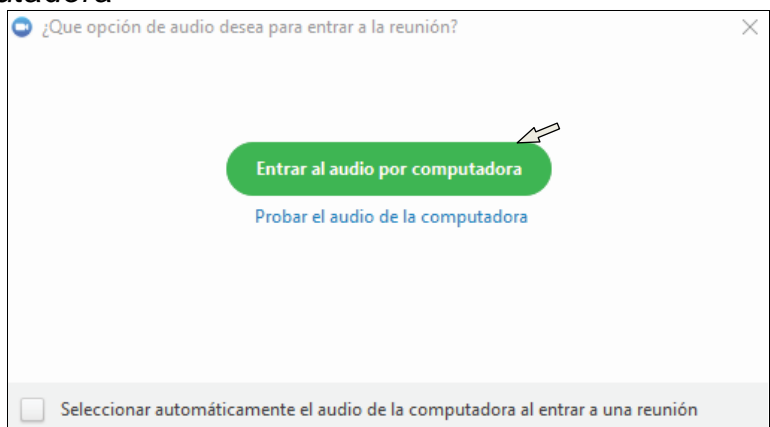 ¿Que opción de audio desea para entrar a la reunión?
Entrar al audio por computadora
Probar el audio de la computadora
Seleccionar automáticamente el audio de la computadora al entrar a una reunión